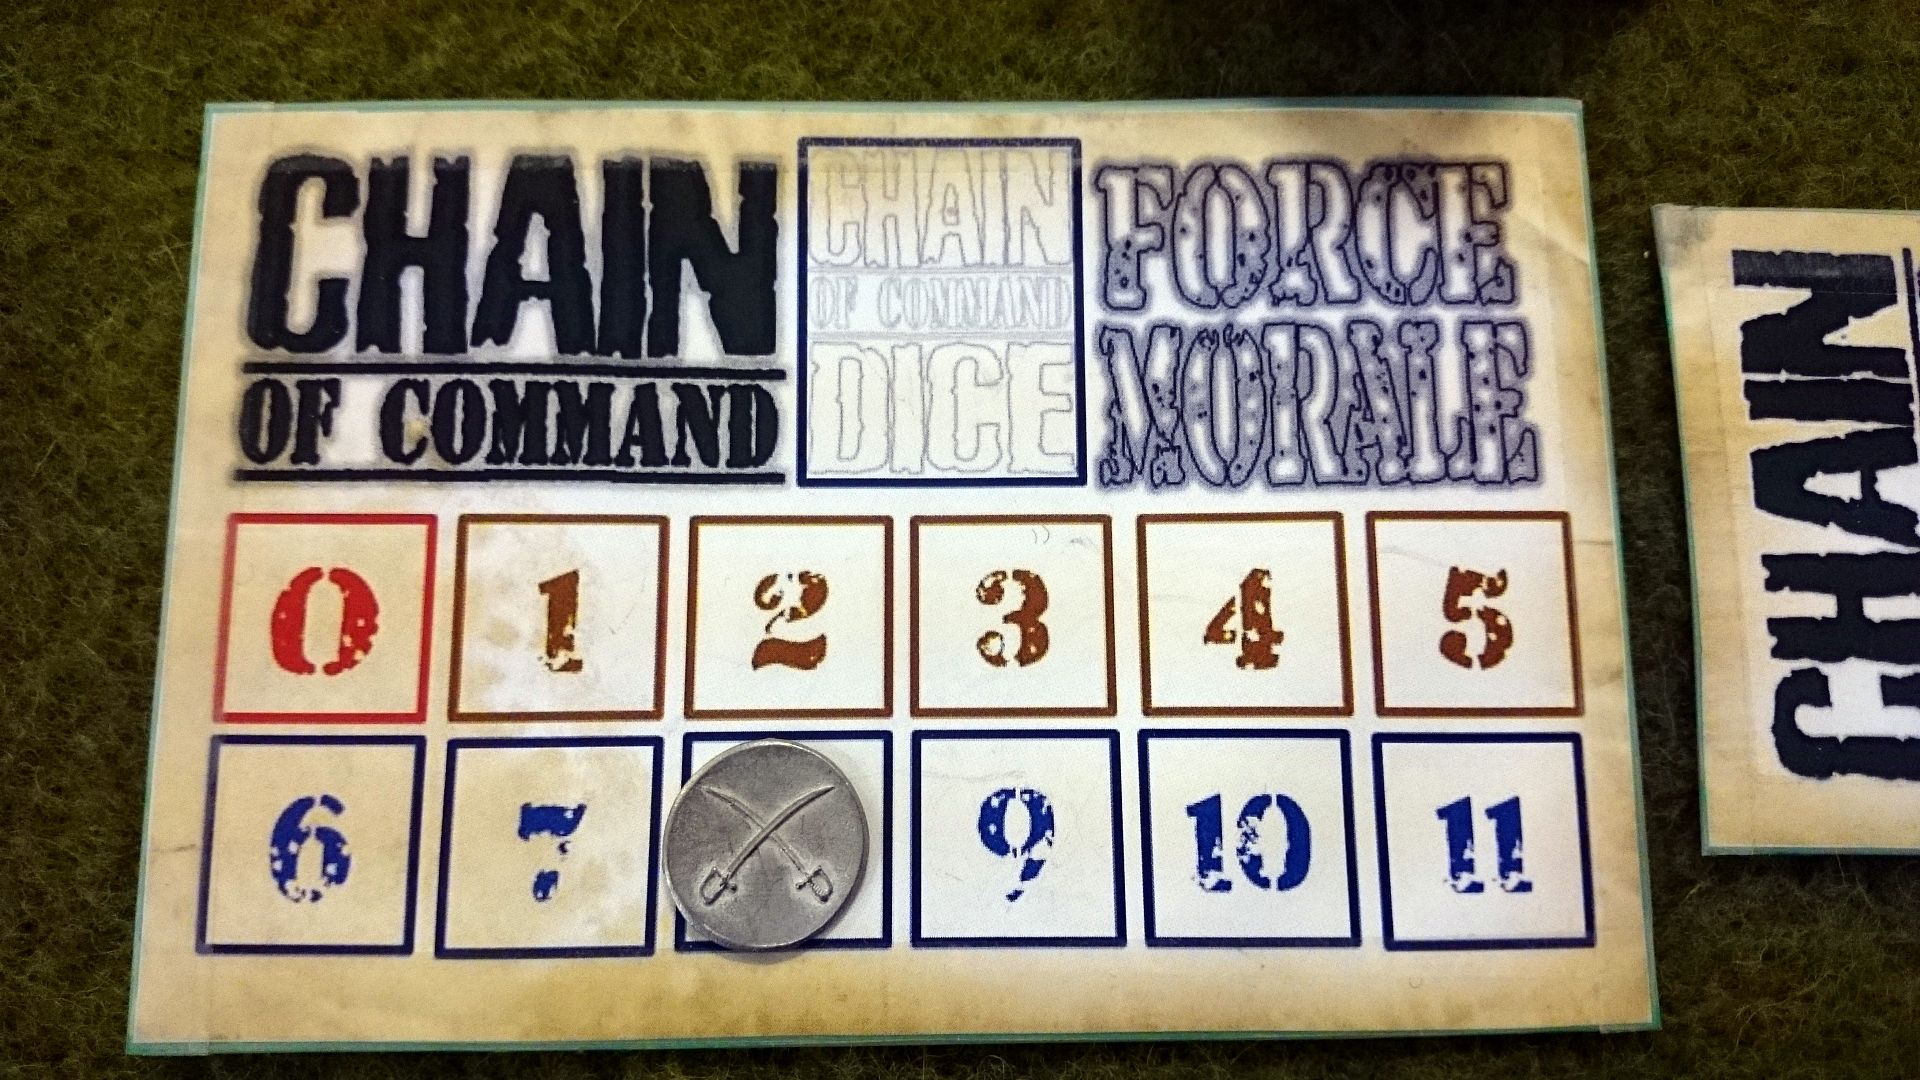 CHAIN
OF COMMAND
CHAIN
OF COMMAND
DICE
FORCE
MORALE
0 1 2 3 4 5
6 7 9 10 11
CHAIN